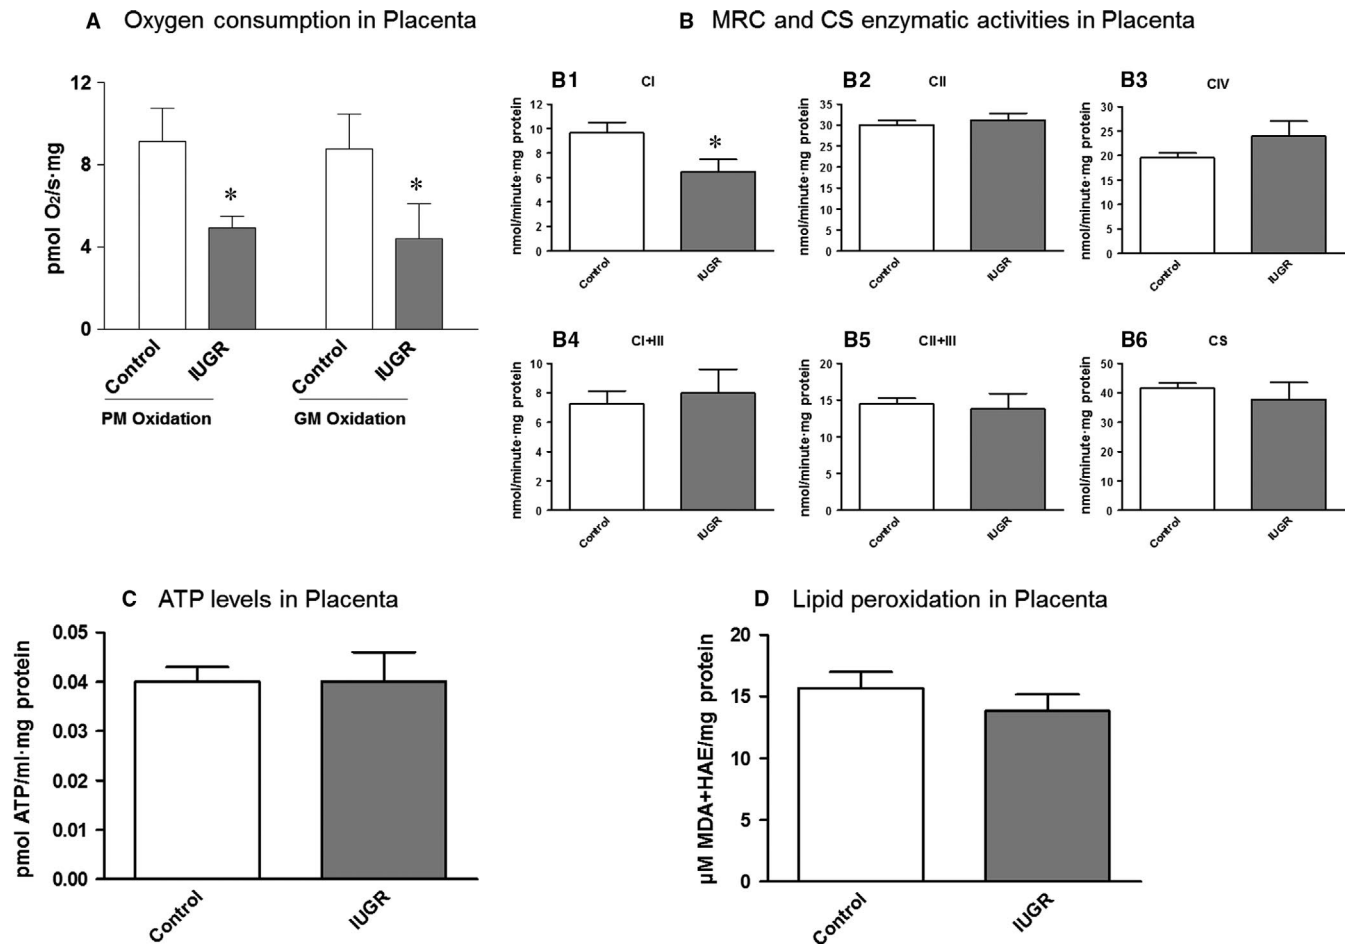 A Oxygen consumption in Placenta
pmol O₂/s·mg
12
8
4
0
*
*
Control
IUGR
Control
IUGR
PM Oxidation
GM Oxidation
B MRC and CS enzymatic activities in Placenta
B1 CI
nmol/minute·mg protein
12
10
8
6
4
2
0
*
Control
IUGR
B2 CII
nmol/minute·mg protein
35
30
25
20
15
10
5
0
Control
IUGR
B3 CIV
nmol/minute·mg protein
30
25
20
15
10
5
0
Control
IUGR
B4 CI+III
nmol/minute·mg protein
10
8
6
4
2
0
Control
IUGR
B5 CII+III
nmol/minute·mg protein
20
15
10
5
0
Control
IUGR
B6 CS
nmol/minute·mg protein
50
40
30
20
10
0
Control
IUGR
C ATP levels in Placenta
pmol ATP/ml·mg protein
0.05
0.04
0.03
0.02
0.01
0.00
Control
IUGR
D Lipid peroxidation in Placenta
µM MDA+HAE/mg protein
20
15
10
5
0
Control
IUGR